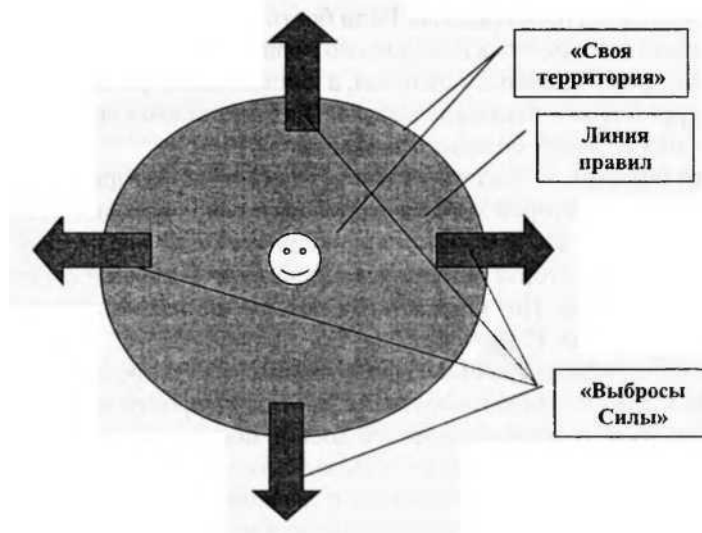 «Своя
территория»
Линия
правил
«Выбросы
Силы»